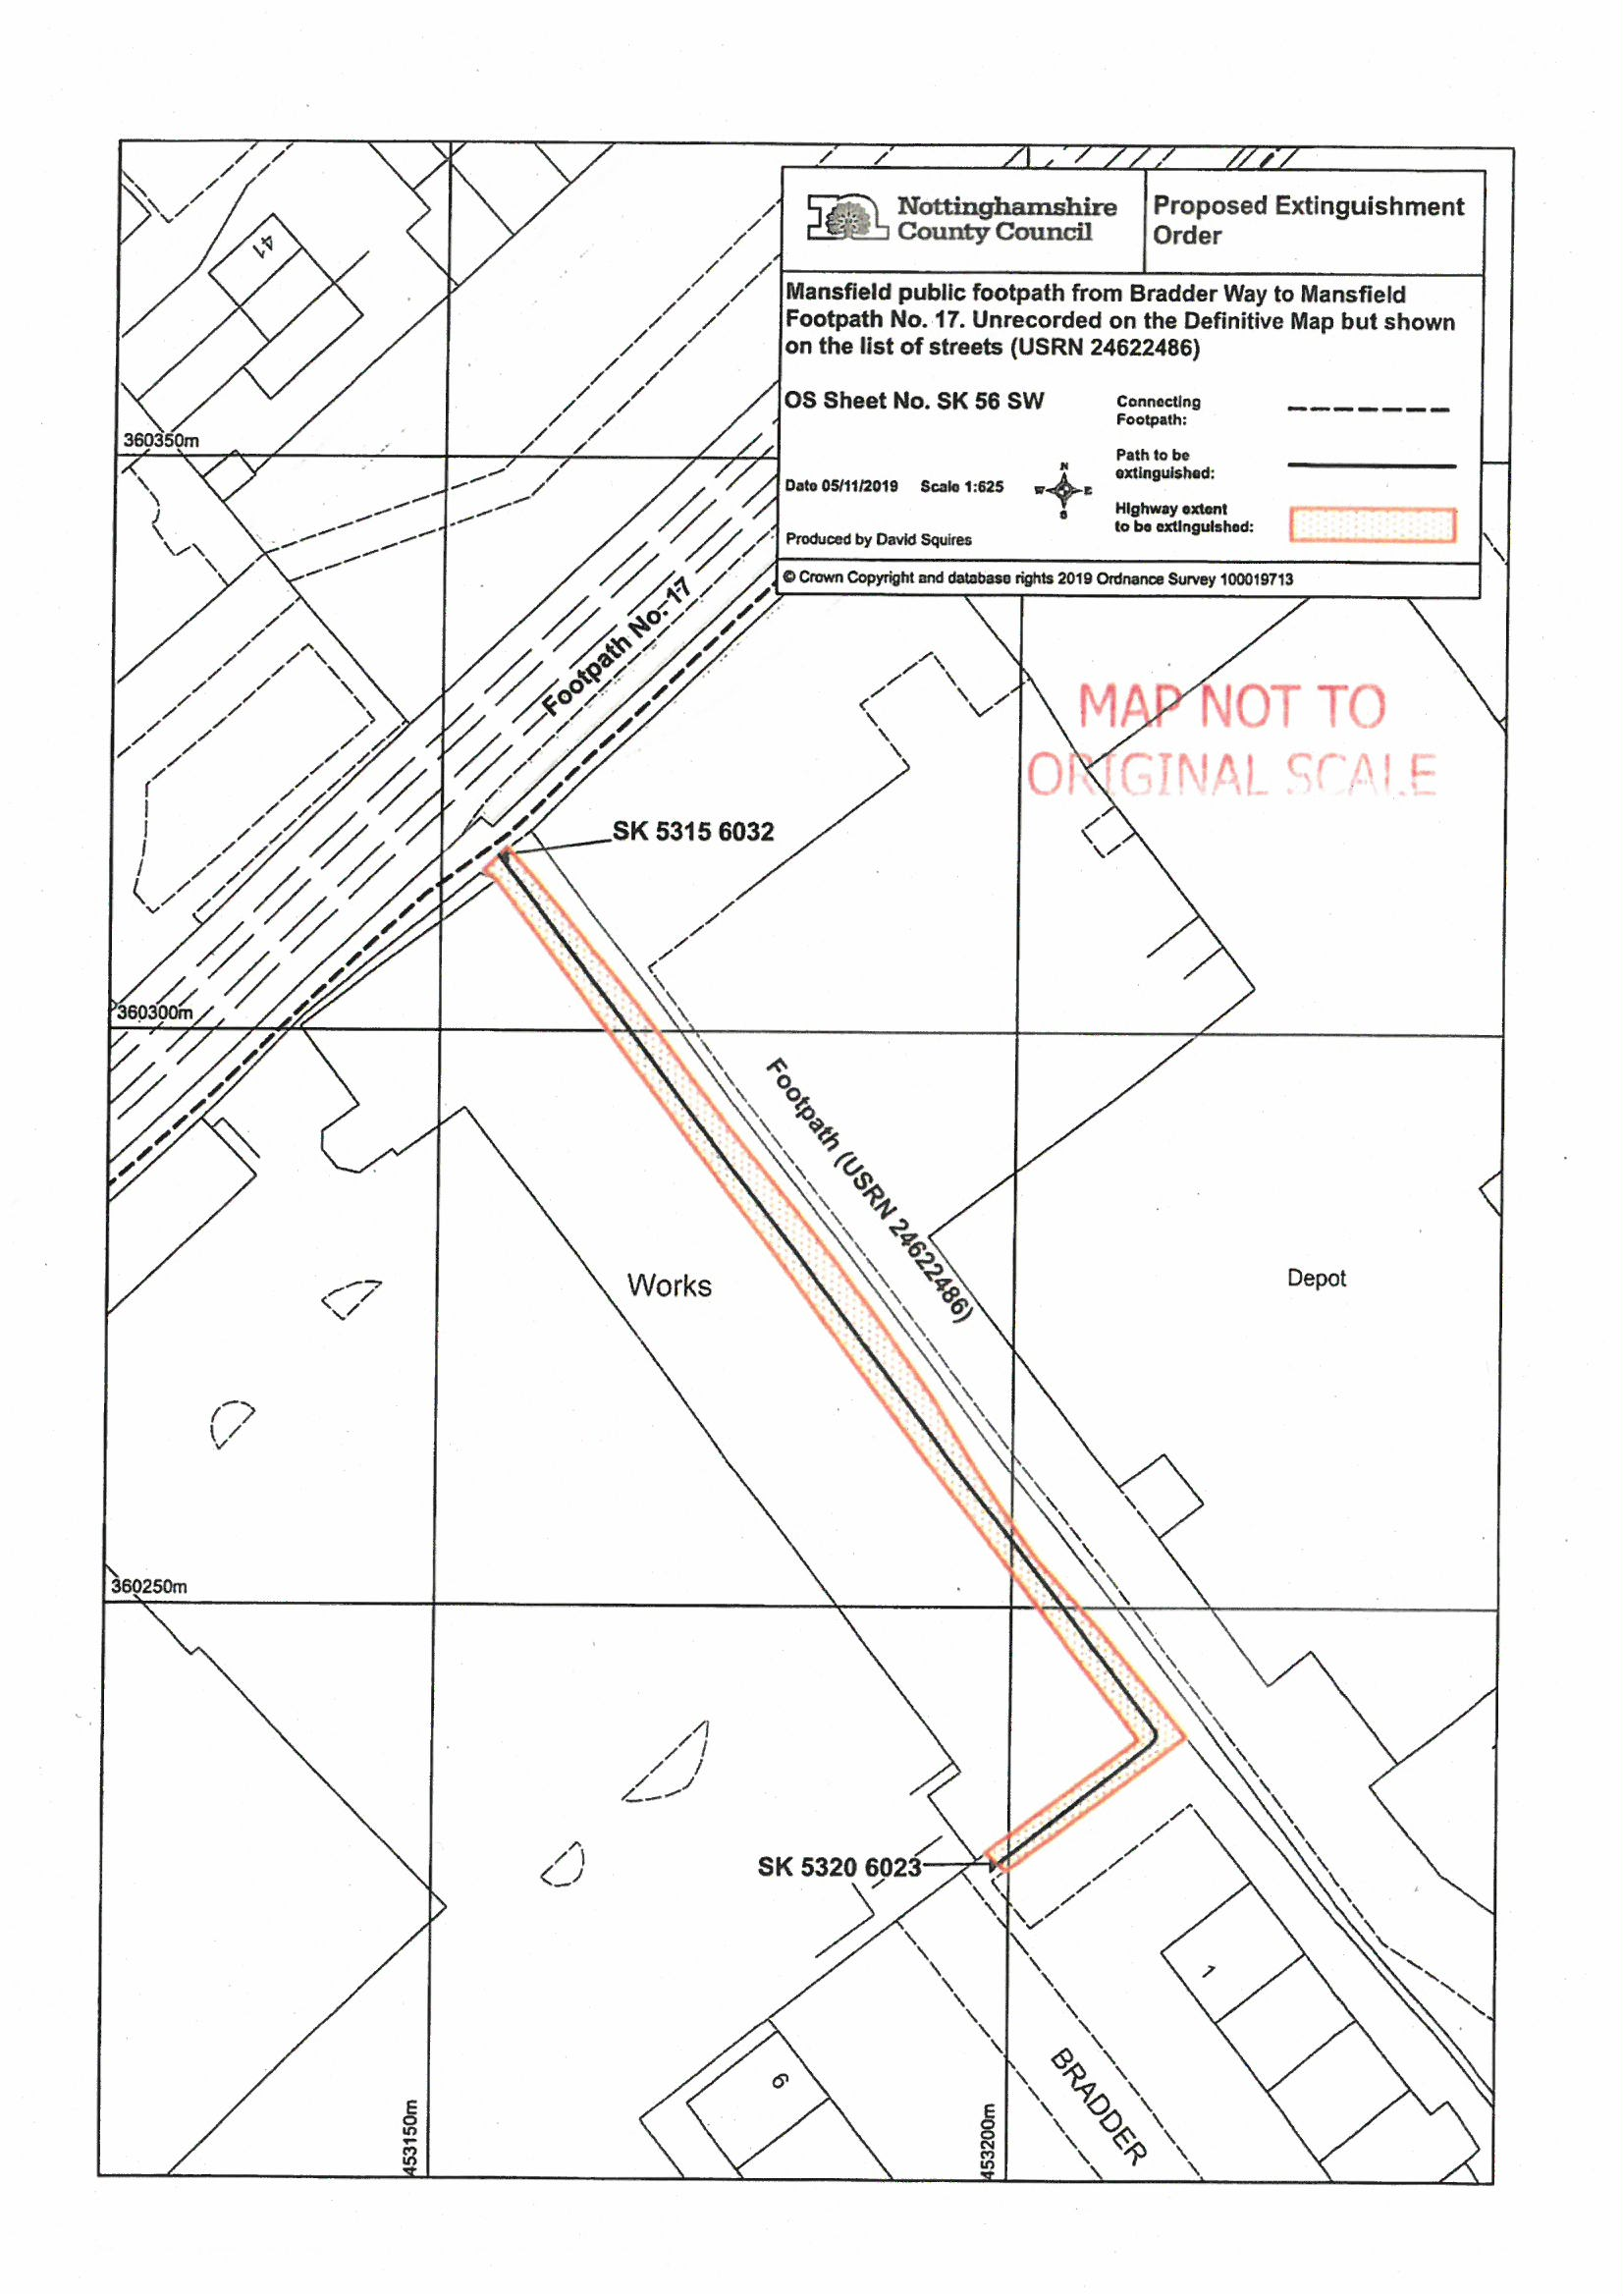 Nottinghamshire
County Council
Proposed Extinguishment
Order
Mansfield public footpath from Bradder Way to Mansfield
Footpath No. 17. Unrecorded on the Definitive Map but shown
on the list of streets (USRN 24622486)
OS Sheet No. SK 56 SW
Connecting
Footpath:
Path to be
extinguished:
Date 05/11/2019 Scale 1:625
N
W E
S
Highway extent
to be extinguished:
Produced by David Squires
© Crown Copyright and database rights 2019 Ordnance Survey 100019713
41
360350m
Footpath No. 17
MAP NOT TO
ORIGINAL SCALE
SK 5315 6032
360300m
Footpath (USRN 24622486)
Works
Depot
360250m
SK 5320 6023
1
6
BRADDER
453150m
453200m